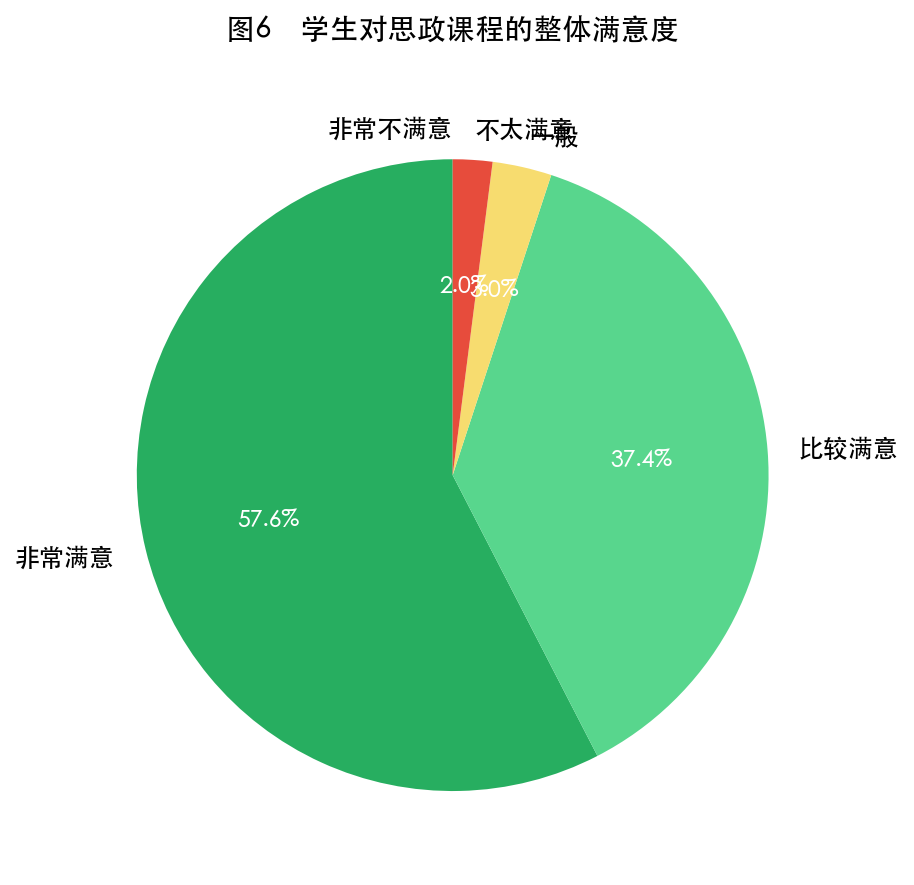 图6 学生对思政课程的整体满意度
非常不满意
不太满意
一般
2.0%
3.0%
37.4%
比较满意
57.6%
非常满意